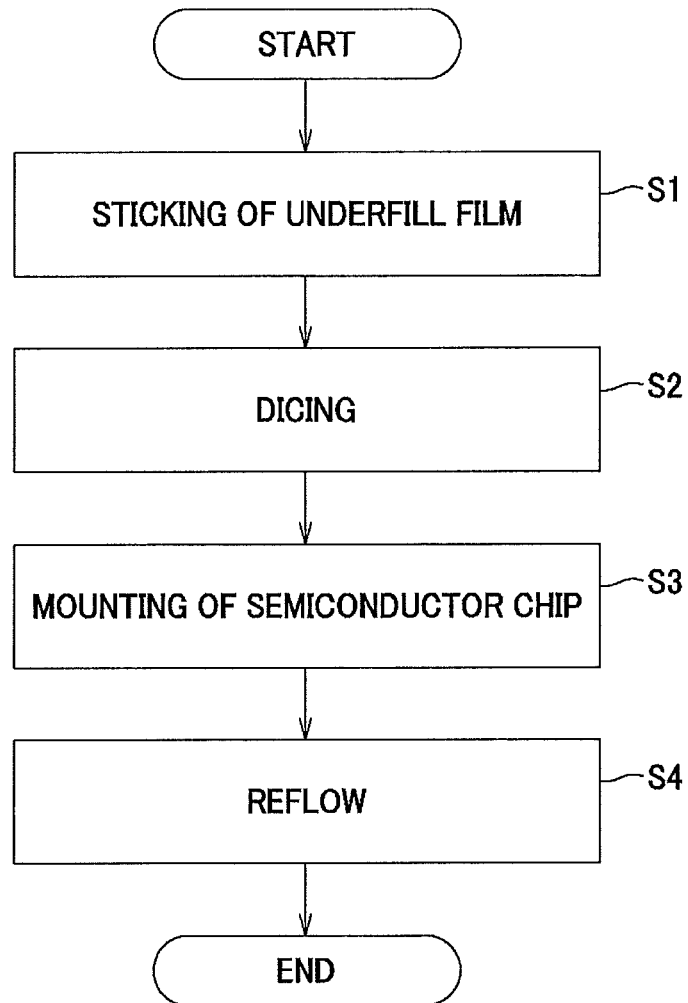 START
STICKING OF UNDERFILL FILM
S1
DICING
S2
MOUNTING OF SEMICONDUCTOR CHIP
S3
REFLOW
S4
END